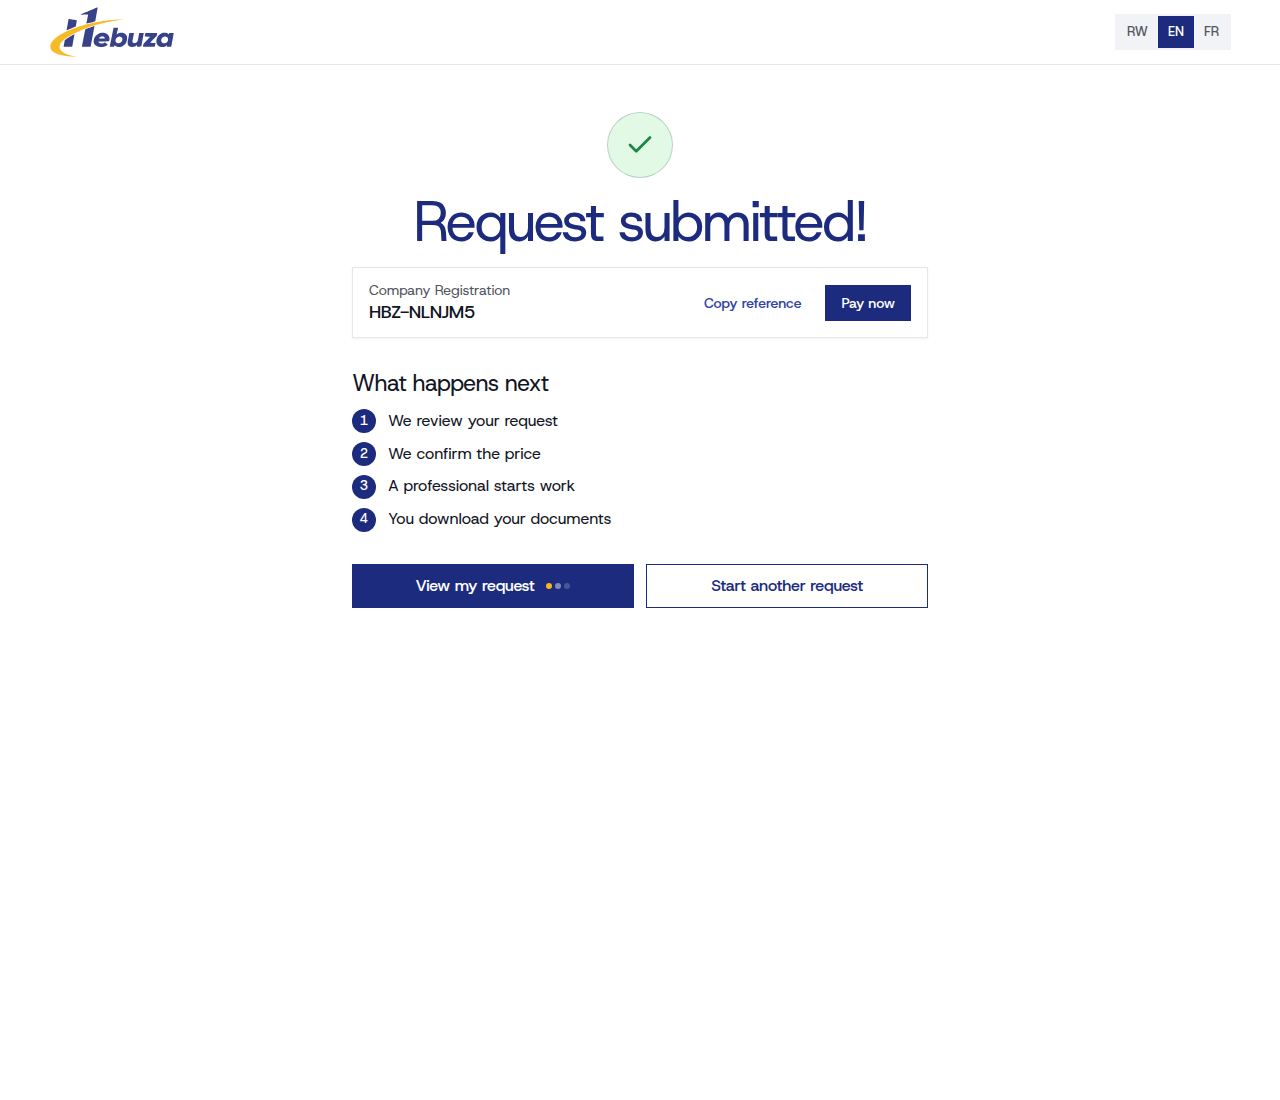 Hebuza
RW EN FR
Request submitted!
Company Registration
HBZ-NLNJM5
Copy reference
Pay now
What happens next
1 We review your request
2 We confirm the price
3 A professional starts work
4 You download your documents
View my request
Start another request